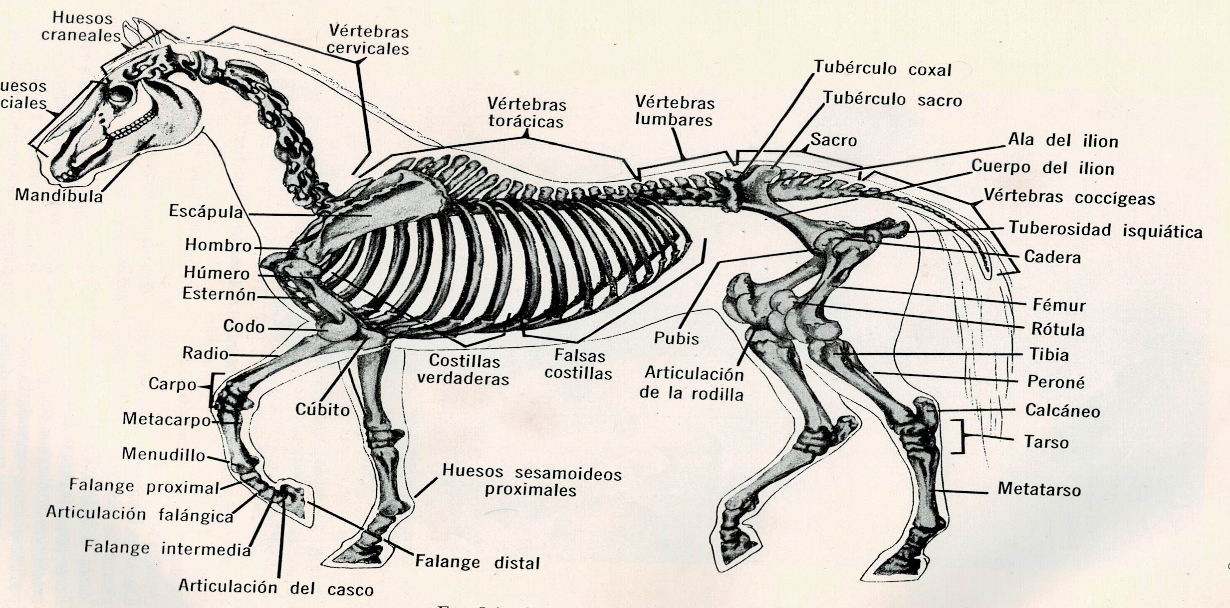 Huesos
craneales
Vértebras
cervicales
uesos
ciales
Mandíbula
Vértebras
torácicas
Vértebras
lumbares
Tubérculo coxal
Tubérculo sacro
Sacro
Ala del ilion
Cuerpo del ilion
Vértebras coccígeas
Tuberosidad isquiática
Cadera
Fémur
Rótula
Tibia
Peroné
Calcáneo
Tarso
Metatarso
Escápula
Hombro
Húmero
Esternón
Codo
Radio
Carpo
Metacarpo
Menudillo
Falange proximal
Articulación falángica
Falange intermedia
Articulación del casco
Cúbito
Costillas
verdaderas
Falsas
costillas
Pubis
Articulación
de la rodilla
Huesos sesamoideos
proximales
Falange distal